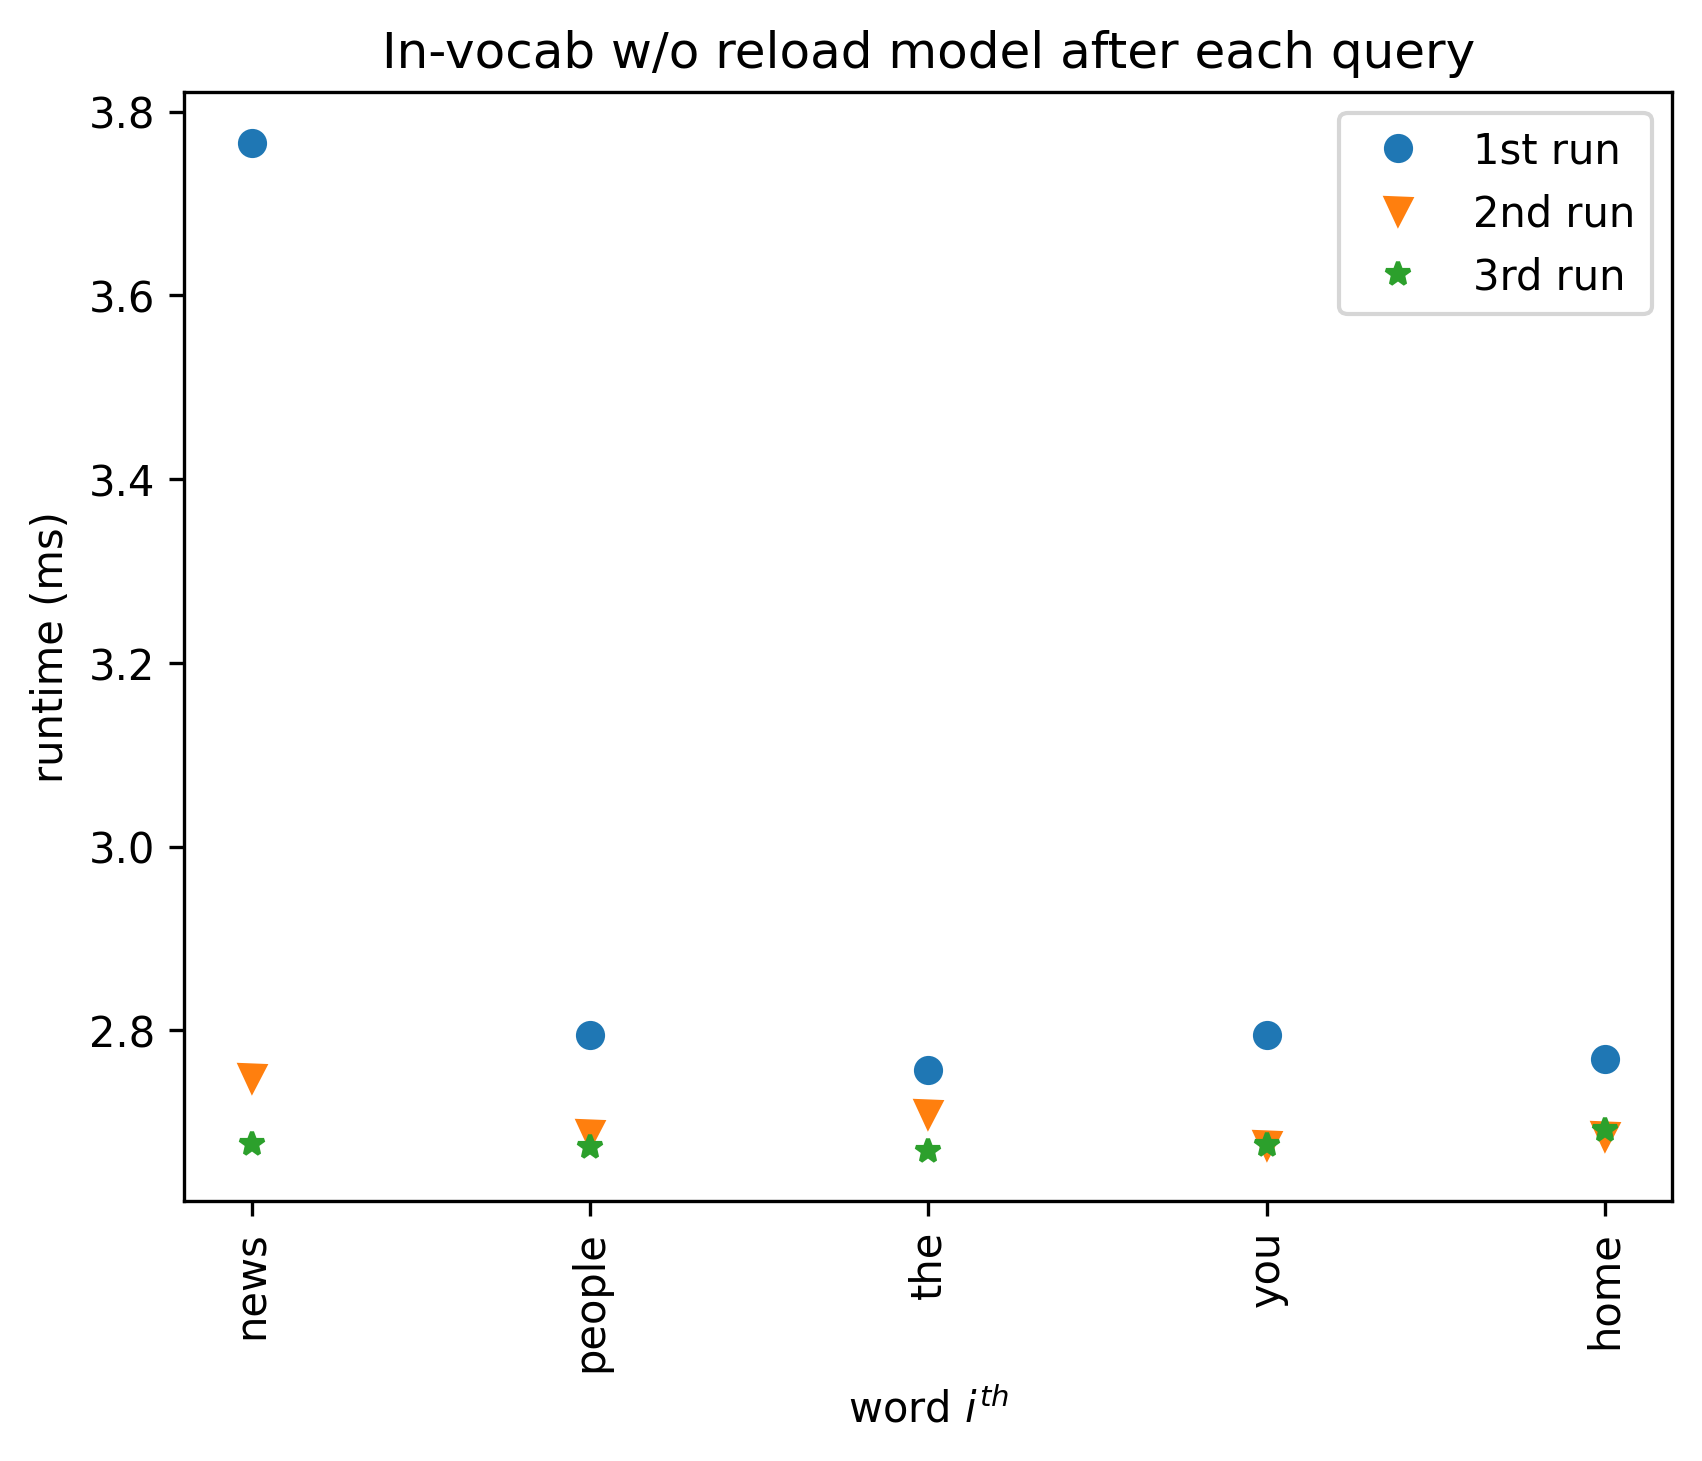 In-vocab w/o reload model after each query
3.8
3.6
3.4
3.2
3.0
2.8
runtime (ms)
1st run
2nd run
3rd run
news
people
the
you
home
word i^th